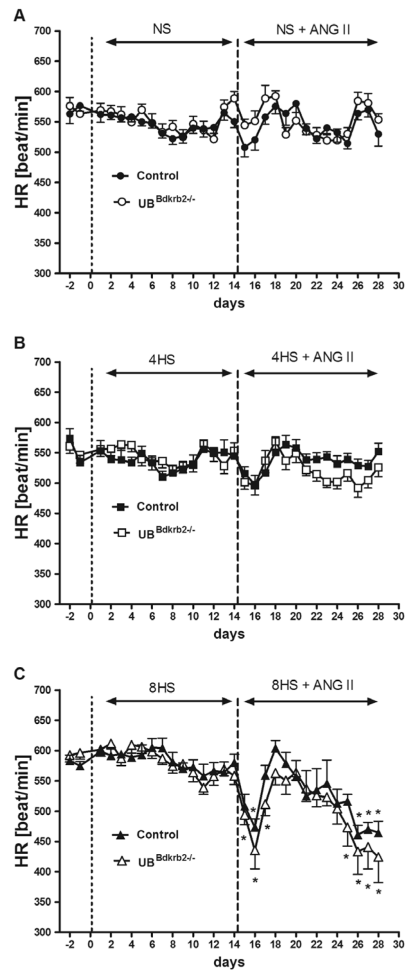 A
NS
NS + ANG II
HR [beat/min]
700
650
600
550
500
450
400
350
300
Control
UB Bdkrb2-/-
-2 0 2 4 6 8 10 12 14 16 18 20 22 23 26 28 30
days
B
4HS
4HS + ANG II
HR [beat/min]
700
650
600
550
500
450
400
350
300
Control
UB Bdkrb2-/-
-2 0 2 4 6 8 10 12 14 16 18 20 22 24 26 28 30
days
C
8HS
8HS + ANG II
HR [beat/min]
700
650
600
550
500
450
400
350
300
Control
UB Bdkrb2-/-
* * * * * * * * * * *
-2 0 2 4 6 8 10 12 14 16 18 20 22 24 26 28 30
days